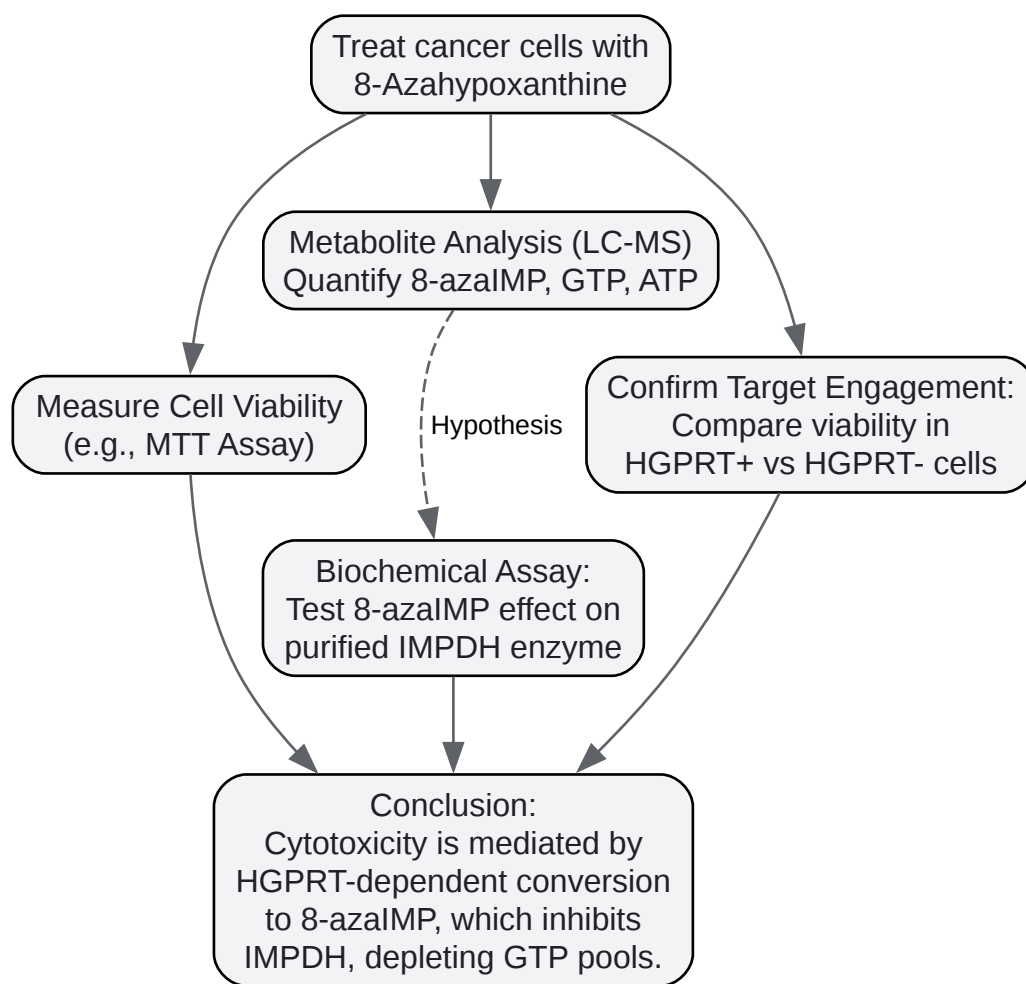 Treat cancer cells with
8-Azahypoxanthine
Metabolite Analysis (LC-MS)
Quantify 8-azaIMP, GTP, ATP
Measure Cell Viability
(e.g., MTT Assay)
Hypothesis
Confirm Target Engagement:
Compare viability in
HGPRT+ vs HGPRT- cells
Biochemical Assay:
Test 8-azaIMP effect on
purified IMPDH enzyme
Conclusion:
Cytotoxicity is mediated by
HGPRT-dependent conversion
to 8-azaIMP, which inhibits
IMPDH, depleting GTP pools.